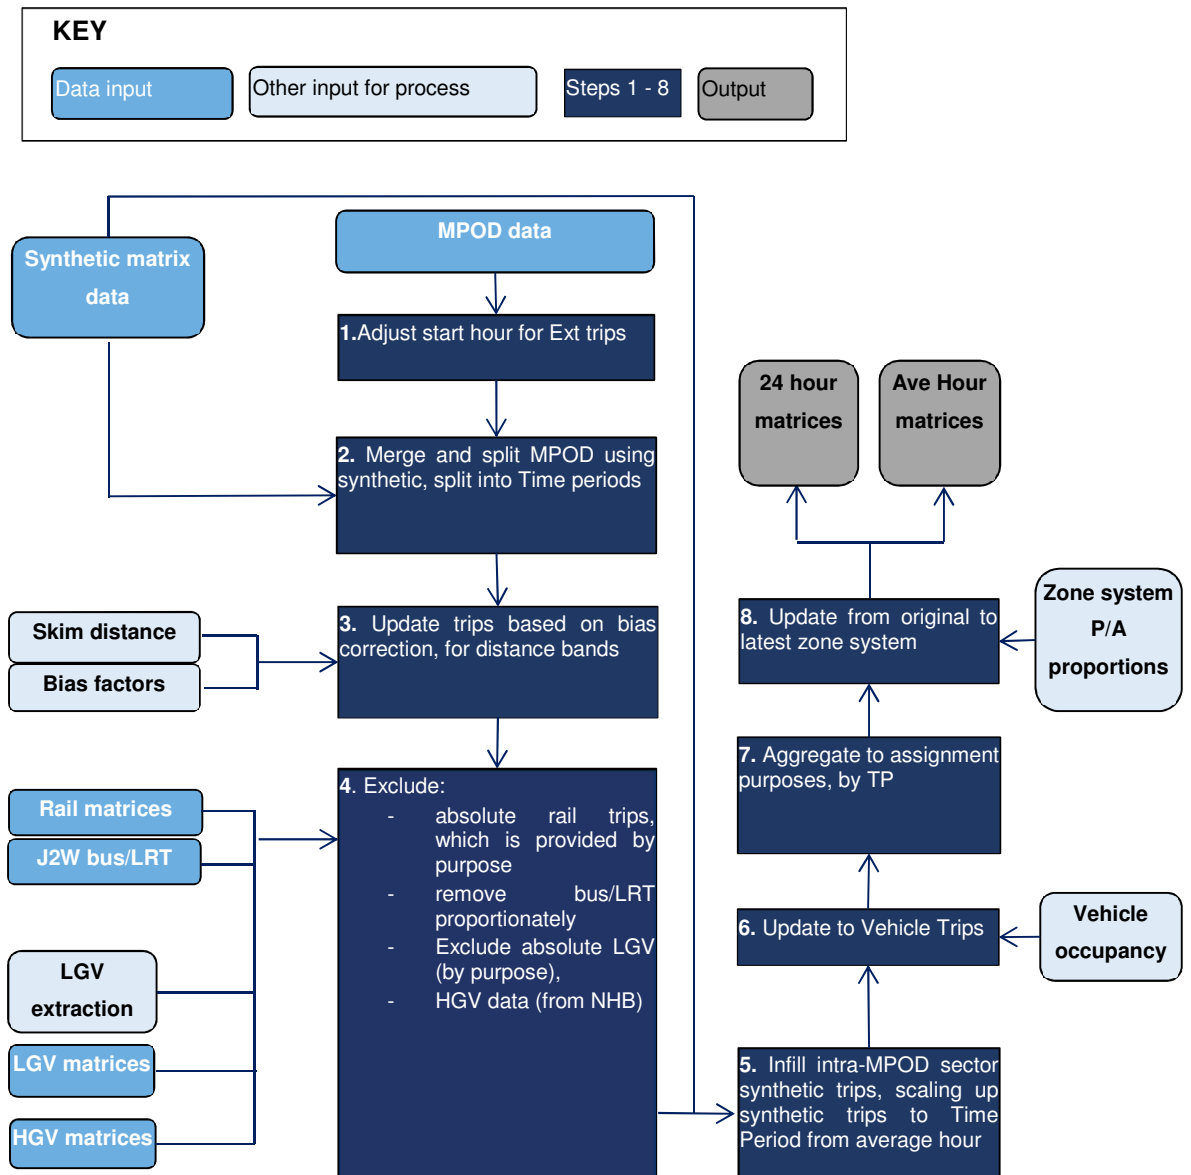 KEY
Data input
Other input for process
Steps 1 - 8
Output
Synthetic matrix
data
MPOD data
1.Adjust start hour for Ext trips
2. Merge and split MPOD using
synthetic, split into Time periods
Skim distance
Bias factors
3. Update trips based on bias
correction, for distance bands
Rail matrices
J2W bus/LRT
LGV
extraction
LGV matrices
HGV matrices
4. Exclude:
- absolute rail trips,
which is provided by
purpose
- remove bus/LRT
proportionately
- Exclude absolute LGV
(by purpose),
- HGV data (from NHB)
24 hour
matrices
Ave Hour
matrices
8. Update from original to
latest zone system
Zone system
P/A
proportions
7. Aggregate to assignment
purposes, by TP
6. Update to Vehicle Trips
Vehicle
occupancy
5. Infill intra-MPOD sector
synthetic trips, scaling up
synthetic trips to Time
Period from average hour